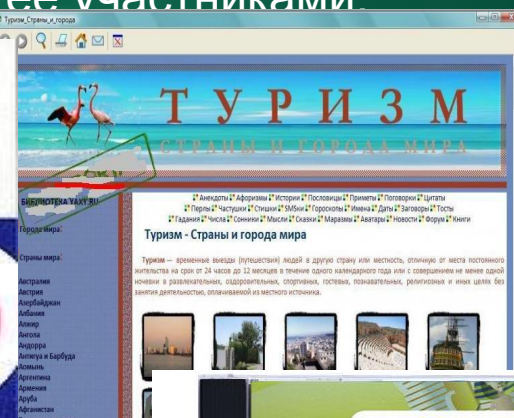 ее участниками.
Туризм_Страны_и_города
ТУРИЗМ
СТРАНЫ И ГОРОДА МИРА
БИБЛИОТЕКА YAXY.RU
Города мира:
Страны мира:
Австралия
Австрия
Азербайджан
Албания
Алжир
Ангола
Андорра
Антигуа и Барбуда
Аомынь
Аргентина
Армения
Аруба
Афганистан
Анекдоты Афоризмы Истории Пословицы Приметы Поговорки Цитаты
Перлы Частушки Стишки SMSки Гороскопы Имена Даты Заговоры Тосты
Гадания Числа Сонники Мысли Сказки Маразмы Аватары Новости Форум Книги
Туризм - Страны и города мира
Туризм — временные выезды (путешествия) людей в другую страну или местность, отличную от места постоянного
жительства на срок от 24 часов до 12 месяцев в течение одного календарного года или с совершением не менее одной
ночевки в развлекательных, оздоровительных, спортивных, гостевых, познавательных, религиозных и иных целях без
занятия деятельностью, оплачиваемой из местного источника.